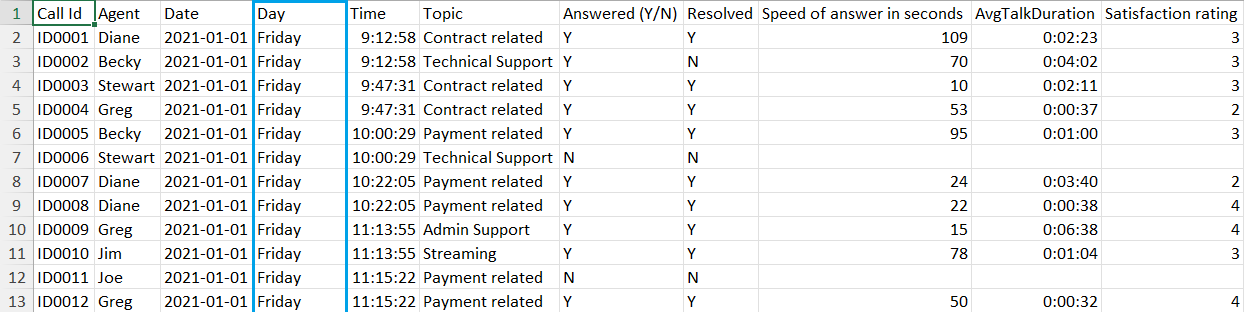 1 Call Id Agent Date Day Time Topic Answered (Y/N) Resolved Speed of answer in seconds AvgTalkDuration Satisfaction rating
2 ID0001 Diane 2021-01-01 Friday 9:12:58 Contract related Y Y 109 0:02:23 3
3 ID0002 Becky 2021-01-01 Friday 9:12:58 Technical Support Y N 70 0:04:02 3
4 ID0003 Stewart 2021-01-01 Friday 9:47:31 Contract related Y Y 10 0:02:11 3
5 ID0004 Greg 2021-01-01 Friday 9:47:31 Contract related Y Y 53 0:00:37 2
6 ID0005 Becky 2021-01-01 Friday 10:00:29 Payment related Y Y 95 0:01:00 3
7 ID0006 Stewart 2021-01-01 Friday 10:00:29 Technical Support N N
8 ID0007 Diane 2021-01-01 Friday 10:22:05 Payment related Y Y 24 0:03:40 2
9 ID0008 Diane 2021-01-01 Friday 10:22:05 Payment related Y Y 22 0:00:38 4
10 ID0009 Greg 2021-01-01 Friday 11:13:55 Admin Support Y Y 15 0:06:38 4
11 ID0010 Jim 2021-01-01 Friday 11:13:55 Streaming Y Y 78 0:01:04 3
12 ID0011 Joe 2021-01-01 Friday 11:15:22 Payment related N N
13 ID0012 Greg 2021-01-01 Friday 11:15:22 Payment related Y Y 50 0:00:32 4